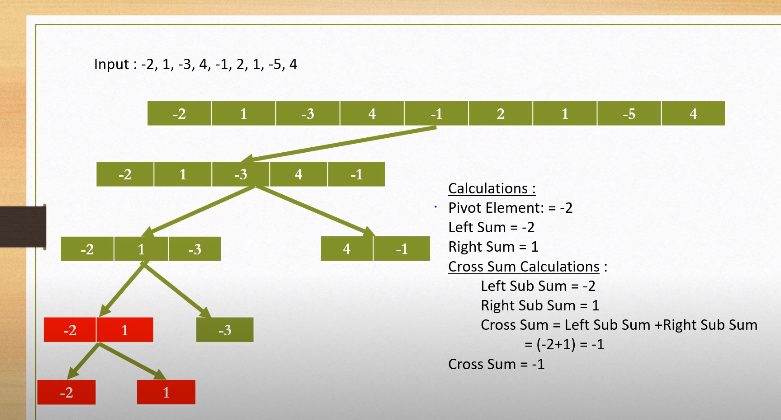 Input : -2, 1, -3, 4, -1, 2, 1, -5, 4
-2 1 -3 4 -1 2 1 -5 4
-2 1 -3 4 -1
-2 1 -3 4 -1
-2 1 -3
-2 1
Calculations :
Pivot Element: = -2
Left Sum = -2
Right Sum = 1
Cross Sum Calculations :
Left Sub Sum = -2
Right Sub Sum = 1
Cross Sum = Left Sub Sum +Right Sub Sum
= (-2+1) = -1
Cross Sum = -1